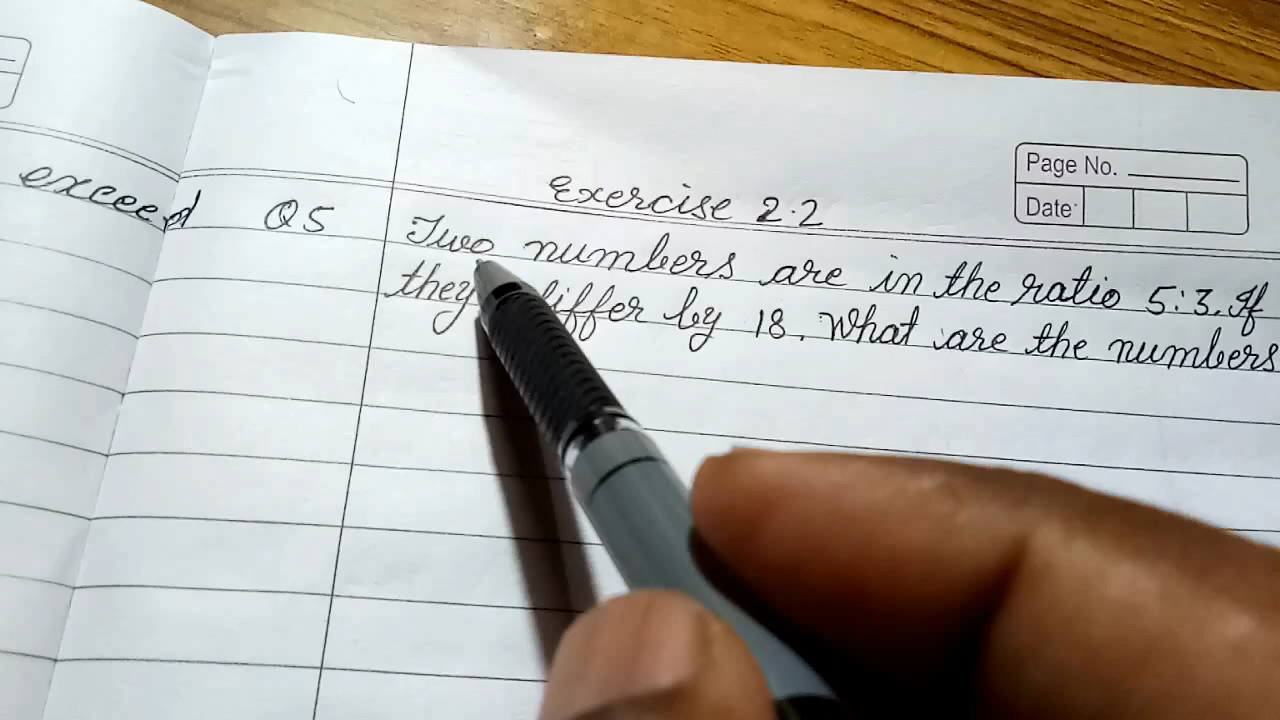 exceed
Page No.
Date
Exercise 2.2
Q5 Two numbers are in the ratio 5:3. If
they differ by 18. What are the numbers